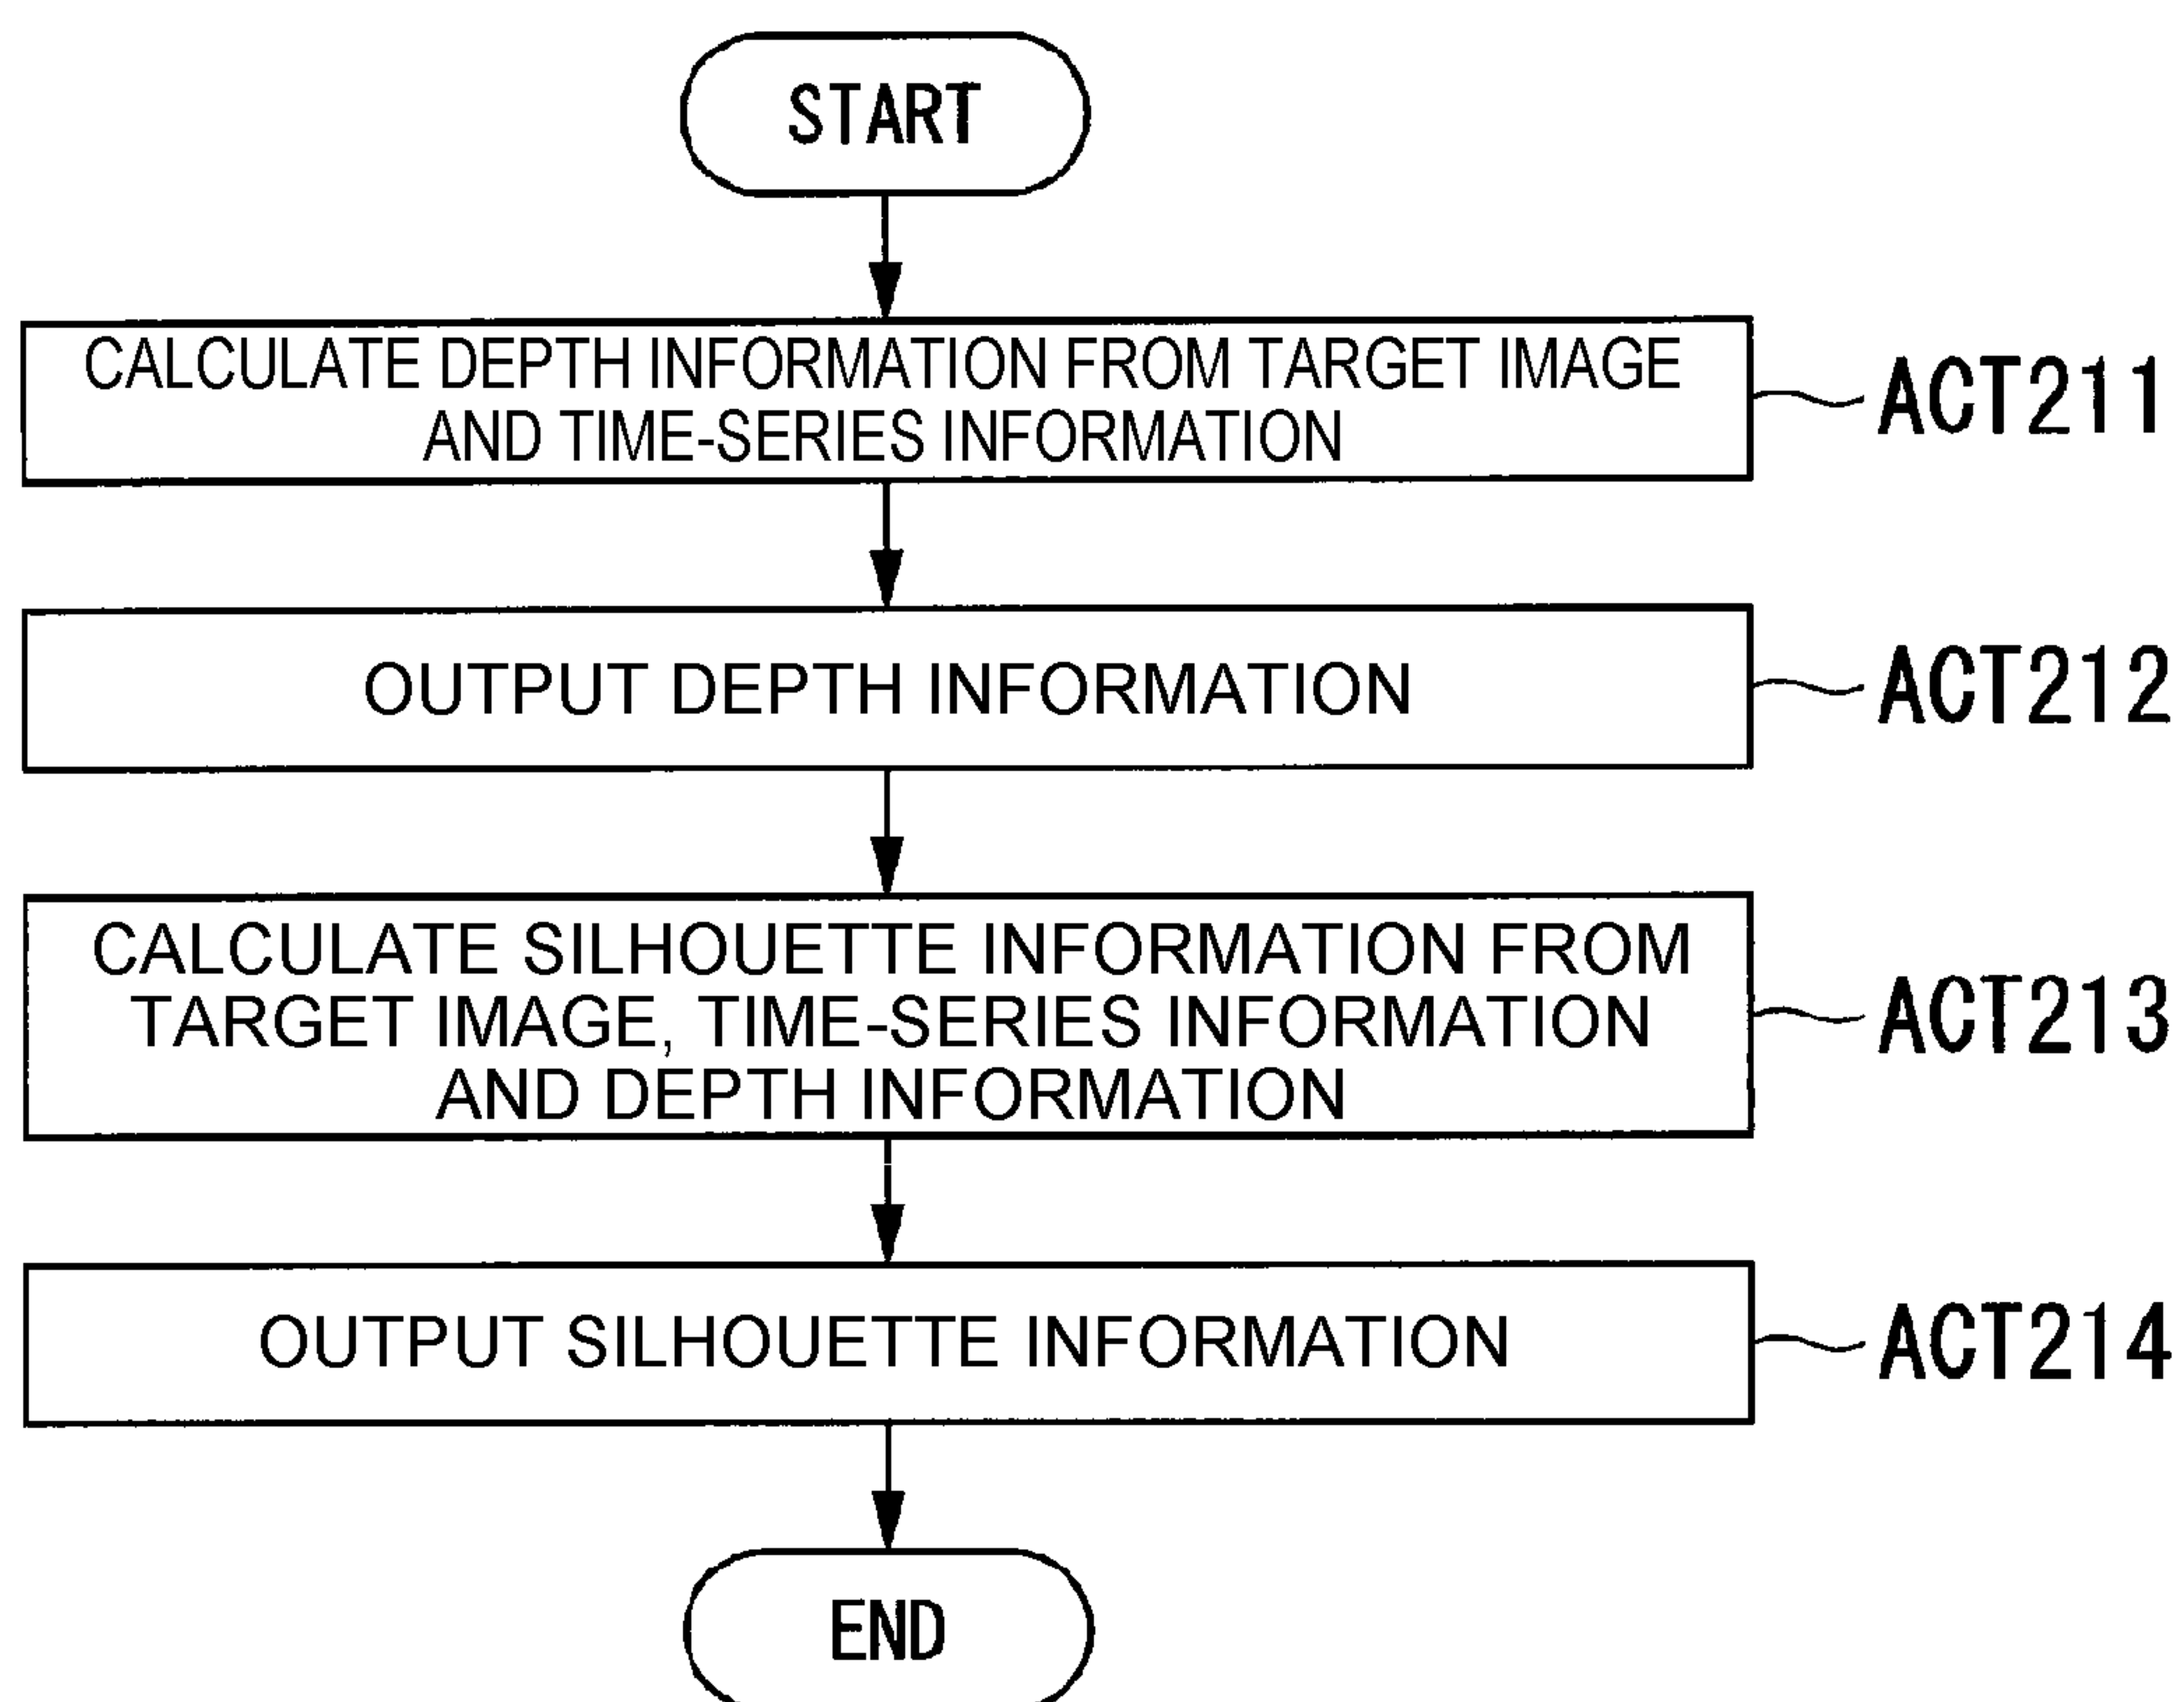 START
CALCULATE DEPTH INFORMATION FROM TARGET IMAGE
AND TIME-SERIES INFORMATION
ACT211
OUTPUT DEPTH INFORMATION
ACT212
CALCULATE SILHOUETTE INFORMATION FROM
TARGET IMAGE, TIME-SERIES INFORMATION
AND DEPTH INFORMATION
ACT213
OUTPUT SILHOUETTE INFORMATION
ACT214
END